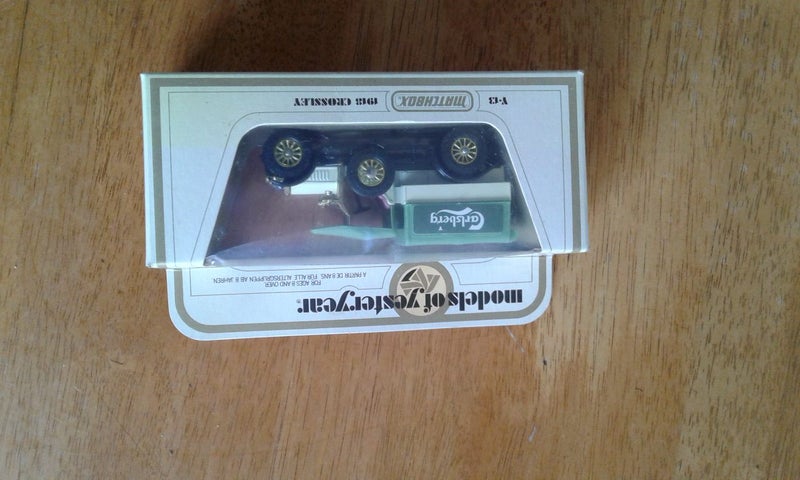 models of yesteryear
FOR AGES 8 AND OVER
A PARTIR DE 8 ANS. FÜR ALLE ALTERSGRUPPEN AB 8 JAHREN
Carlsberg
Y-13 MATCHBOX 1918 CROSSLEY